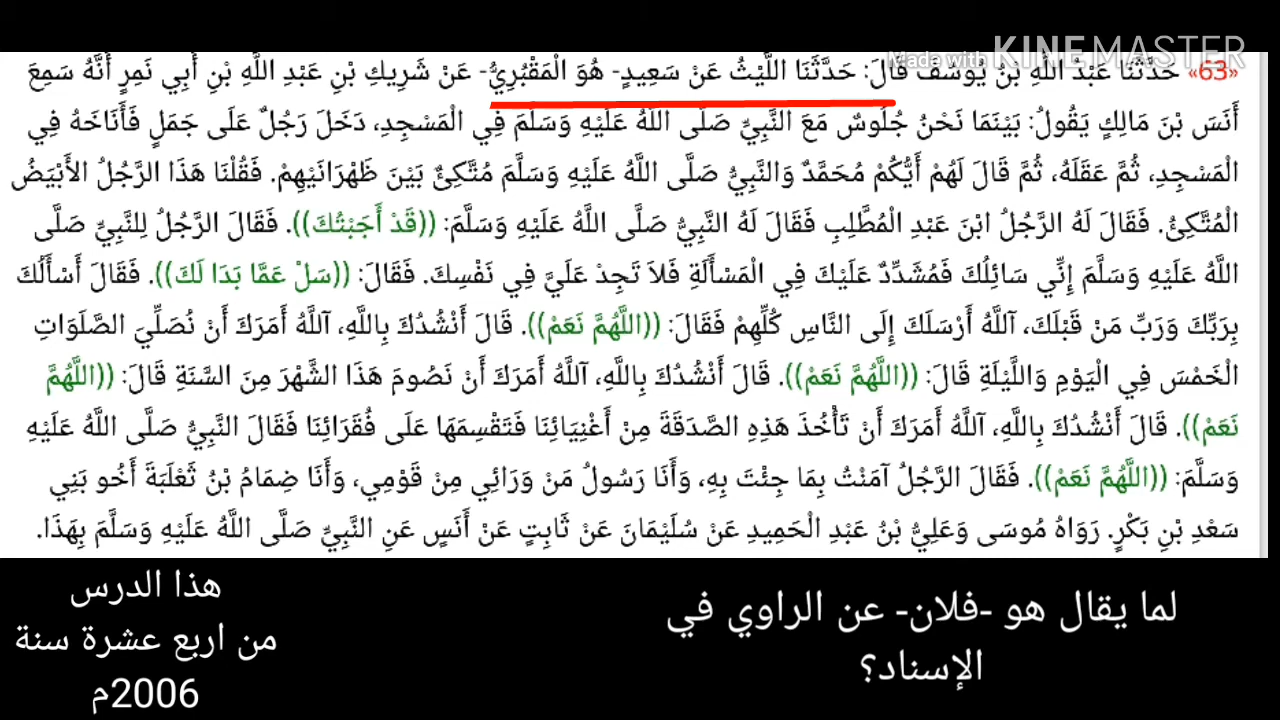 Made with KINEMASTER
«63» حَدَّثَنَا عَبْدُ اللَّهِ بْنُ يُوسُفَ قَالَ: حَدَّثَنَا اللَّيْثُ عَنْ سَعِيدٍ- هُوَ الْمَقْبُرِيُّ- عَنْ شَرِيكِ بْنِ عَبْدِ اللَّهِ بْنِ أَبِي نَمِرٍ أَنَّهُ سَمِعَ
أَنَسَ بْنَ مَالِكٍ يَقُولُ: بَيْنَمَا نَحْنُ جُلُوسٌ مَعَ النَّبِيِّ صَلَّى اللَّهُ عَلَيْهِ وَسَلَّمَ فِي الْمَسْجِدِ، دَخَلَ رَجُلٌ عَلَى جَمَلٍ فَأَنَاخَهُ فِي
الْمَسْجِدِ، ثُمَّ عَقَلَهُ، ثُمَّ قَالَ لَهُمْ أَيُّكُمْ مُحَمَّدٌ وَالنَّبِيُّ صَلَّى اللَّهُ عَلَيْهِ وَسَلَّمَ مُتَّكِئٌ بَيْنَ ظَهْرَانَيْهِمْ. فَقُلْنَا هَذَا الرَّجُلُ الأَبْيَضُ
الْمُتَّكِئُ. فَقَالَ لَهُ الرَّجُلُ ابْنَ عَبْدِ الْمُطَّلِبِ فَقَالَ لَهُ النَّبِيُّ صَلَّى اللَّهُ عَلَيْهِ وَسَلَّمَ: ((قَدْ أَجَبْتُكَ)). فَقَالَ الرَّجُلُ لِلنَّبِيِّ صَلَّى
اللَّهُ عَلَيْهِ وَسَلَّمَ إِنِّي سَائِلُكَ فَمُشَدِّدٌ عَلَيْكَ فِي الْمَسْأَلَةِ فَلاَ تَجِدْ عَلَيَّ فِي نَفْسِكَ. فَقَالَ: ((سَلْ عَمَّا بَدَا لَكَ)). فَقَالَ أَسْأَلُكَ
بِرَبِّكَ وَرَبِّ مَنْ قَبْلَكَ، آللَّهُ أَرْسَلَكَ إِلَى النَّاسِ كُلِّهِمْ فَقَالَ: ((اللَّهُمَّ نَعَمْ)). قَالَ أَنْشُدُكَ بِاللَّهِ، آللَّهُ أَمَرَكَ أَنْ نُصَلِّيَ الصَّلَوَاتِ
الْخَمْسَ فِي الْيَوْمِ وَاللَّيْلَةِ قَالَ: ((اللَّهُمَّ نَعَمْ)). قَالَ أَنْشُدُكَ بِاللَّهِ، آللَّهُ أَمَرَكَ أَنْ نَصُومَ هَذَا الشَّهْرَ مِنَ السَّنَةِ قَالَ: ((اللَّهُمَّ
نَعَمْ)). قَالَ أَنْشُدُكَ بِاللَّهِ، آللَّهُ أَمَرَكَ أَنْ تَأْخُذَ هَذِهِ الصَّدَقَةَ مِنْ أَغْنِيَائِنَا فَتَقْسِمَهَا عَلَى فُقَرَائِنَا فَقَالَ النَّبِيُّ صَلَّى اللَّهُ عَلَيْهِ
وَسَلَّمَ: ((اللَّهُمَّ نَعَمْ)). فَقَالَ الرَّجُلُ آمَنْتُ بِمَا جِئْتَ بِهِ، وَأَنَا رَسُولُ مَنْ وَرَائِي مِنْ قَوْمِي، وَأَنَا ضِمَامُ بْنُ ثَعْلَبَةَ أَخُو بَنِي
سَعْدِ بْنِ بَكْرٍ. رَوَاهُ مُوسَى وَعَلِيُّ بْنُ عَبْدِ الْحَمِيدِ عَنْ سُلَيْمَانَ عَنْ ثَابِتٍ عَنْ أَنَسٍ عَنِ النَّبِيِّ صَلَّى اللَّهُ عَلَيْهِ وَسَلَّمَ بِهَذَا.
لما يقال هو -فلان- عن الراوي في
الإسناد؟
هذا الدرس
من اربع عشرة سنة
2006م